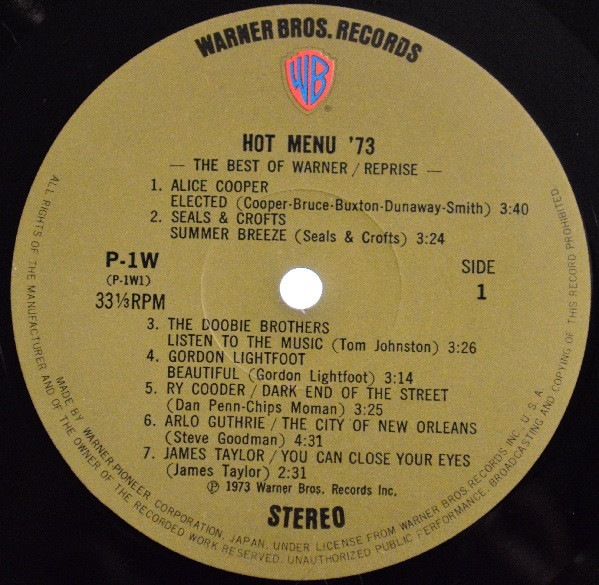 WARNER BROS. RECORDS
WB
®
HOT MENU '73
— THE BEST OF WARNER / REPRISE —
1. ALICE COOPER
ELECTED (Cooper-Bruce-Buxton-Dunaway-Smith) 3:40
2. SEALS & CROFTS
SUMMER BREEZE (Seals & Crofts) 3:24
P-1W
(P-1W1)
33⅓RPM
SIDE
1
3. THE DOOBIE BROTHERS
LISTEN TO THE MUSIC (Tom Johnston) 3:26
4. GORDON LIGHTFOOT
BEAUTIFUL (Gordon Lightfoot) 3:14
5. RY COODER / DARK END OF THE STREET
(Dan Penn-Chips Moman) 3:25
6. ARLO GUTHRIE / THE CITY OF NEW ORLEANS
(Steve Goodman) 4:31
7. JAMES TAYLOR / YOU CAN CLOSE YOUR EYES
(James Taylor) 2:31
℗ 1973 Warner Bros. Records Inc.
STEREO
MADE BY WARNER-PIONEER CORPORATION, JAPAN. UNDER LICENSE FROM WARNER BROS. RECORDS INC. U. S. A.
ALL RIGHTS OF THE MANUFACTURER AND OF THE OWNER OF THE RECORDED WORK RESERVED. UNAUTHORIZED PUBLIC PERFORMANCE, BROADCASTING AND COPYING OF THIS RECORD PROHIBITED